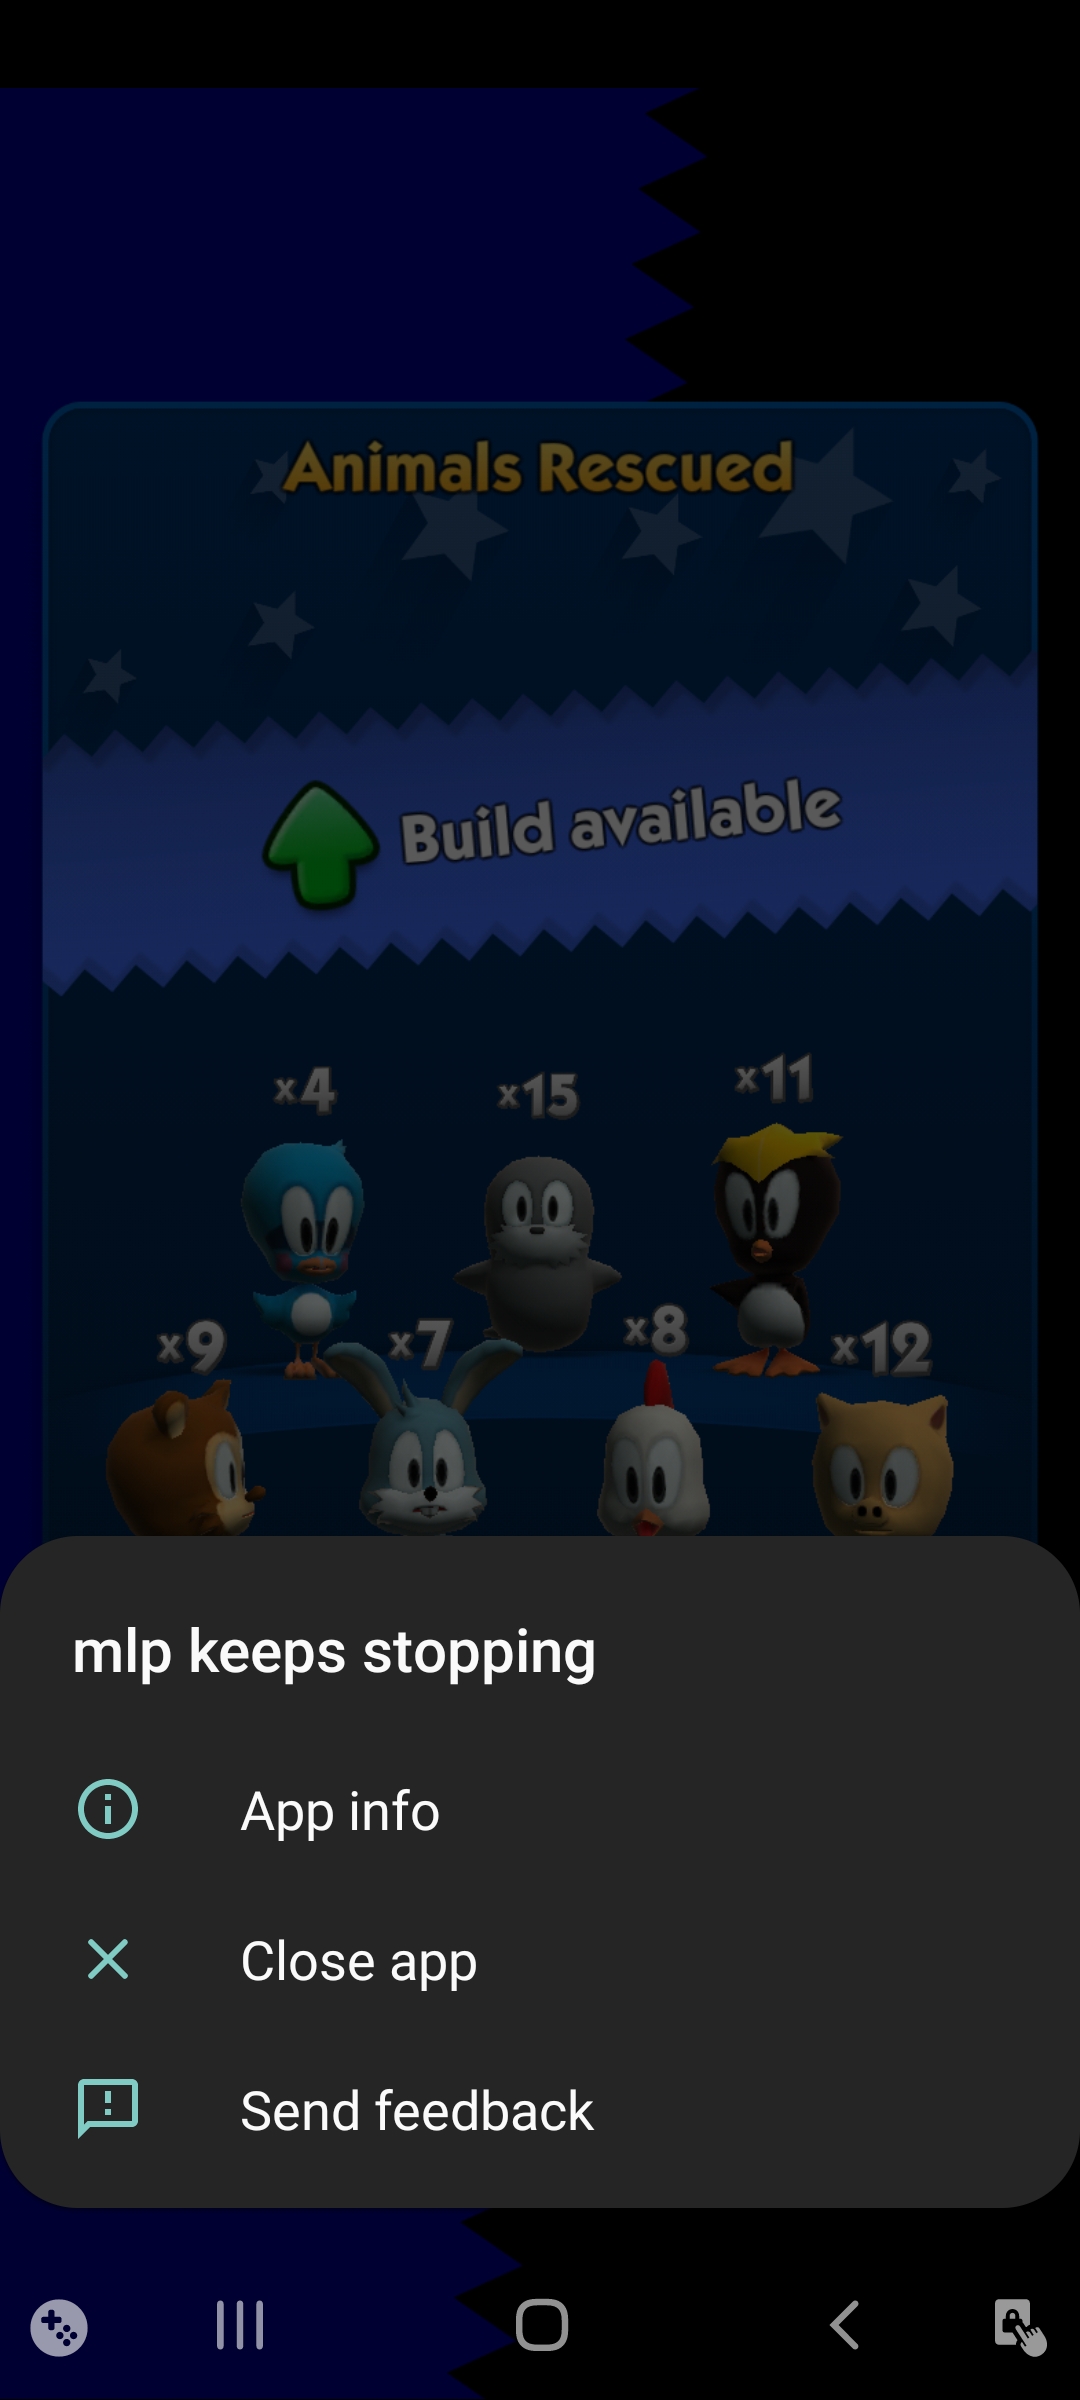 Animals Rescued
Build available
x4
x15
x11
x9
x7
x8
x12
mlp keeps stopping
App info
Close app
Send feedback